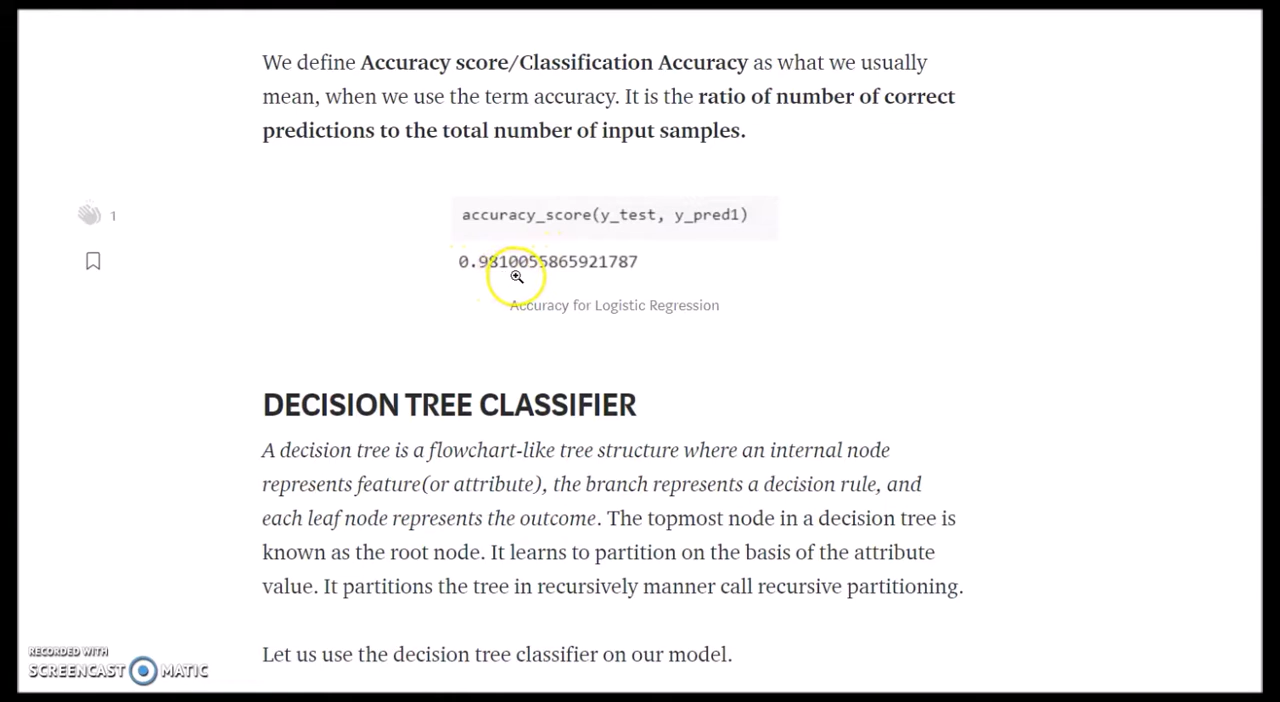 We define Accuracy score/Classification Accuracy as what we usually
mean, when we use the term accuracy. It is the ratio of number of correct
predictions to the total number of input samples.
1
accuracy_score(y_test, y_pred1)
0.9810055865921787
Accuracy for Logistic Regression
DECISION TREE CLASSIFIER
A decision tree is a flowchart-like tree structure where an internal node
represents feature(or attribute), the branch represents a decision rule, and
each leaf node represents the outcome. The topmost node in a decision tree is
known as the root node. It learns to partition on the basis of the attribute
value. It partitions the tree in recursively manner call recursive partitioning.
Let us use the decision tree classifier on our model.
RECORDED WITH
SCREENCAST MATIC